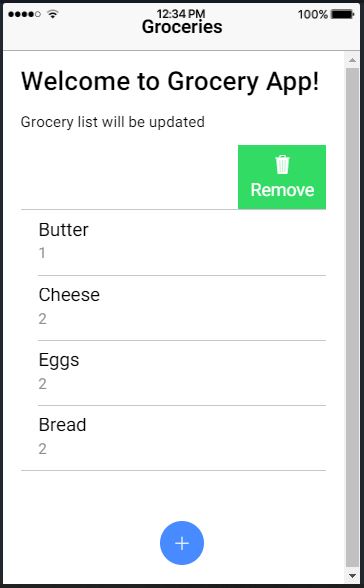 12:34 PM
100%
Groceries
Welcome to Grocery App!
Grocery list will be updated
Remove
Butter
1
Cheese
2
Eggs
2
Bread
2